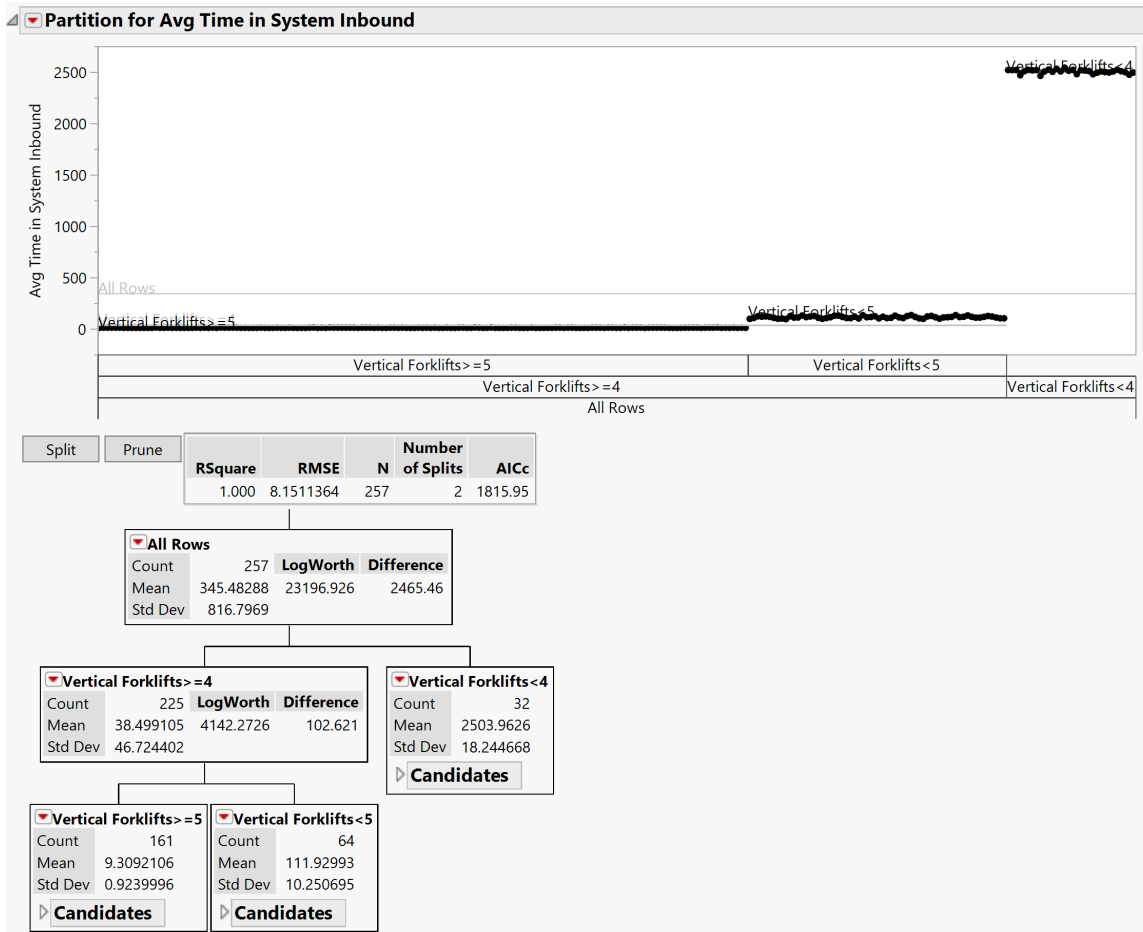 Partition for Avg Time in System Inbound
Avg Time in System Inbound
2500
2000
1500
1000
500
0
Vertical Forklifts<4
All Rows
Vertical Forklifts>=4
Vertical Forklifts>=5
Vertical Forklifts<5
Vertical Forklifts>=5 Vertical Forklifts<5
Vertical Forklifts>=4 Vertical Forklifts<4
All Rows
Split Prune
RSquare RMSE N Number of Splits AICc
1.000 8.1511364 257 2 1815.95
All Rows
Count 257 LogWorth Difference
Mean 345.48288 23196.926 2465.46
Std Dev 816.7969
Vertical Forklifts>=4
Count 225 LogWorth Difference
Mean 38.499105 4142.2726 102.621
Std Dev 46.724402
Vertical Forklifts<4
Count 32
Mean 2503.9626
Std Dev 18.244668
Candidates
Vertical Forklifts>=5
Count 161
Mean 9.3092106
Std Dev 0.9239996
Candidates
Vertical Forklifts<5
Count 64
Mean 111.92993
Std Dev 10.250695
Candidates